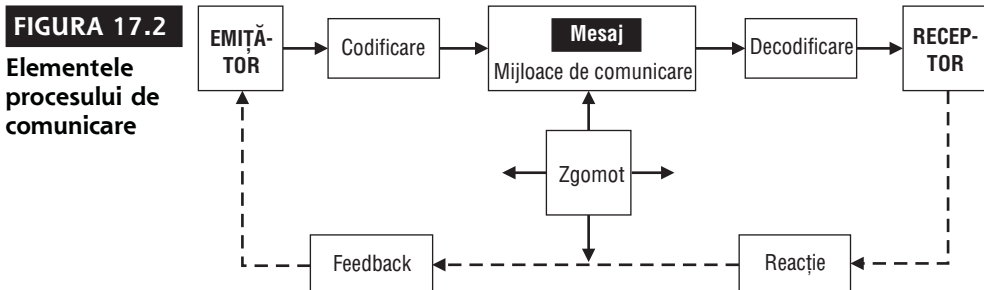 FIGURA 17.2
Elementele
procesului de
comunicare
EMIȚĂ-
TOR
Codificare
Mesaj
Mijloace de comunicare
Decodificare
RECEP-
TOR
Zgomot
Feedback
Reacție